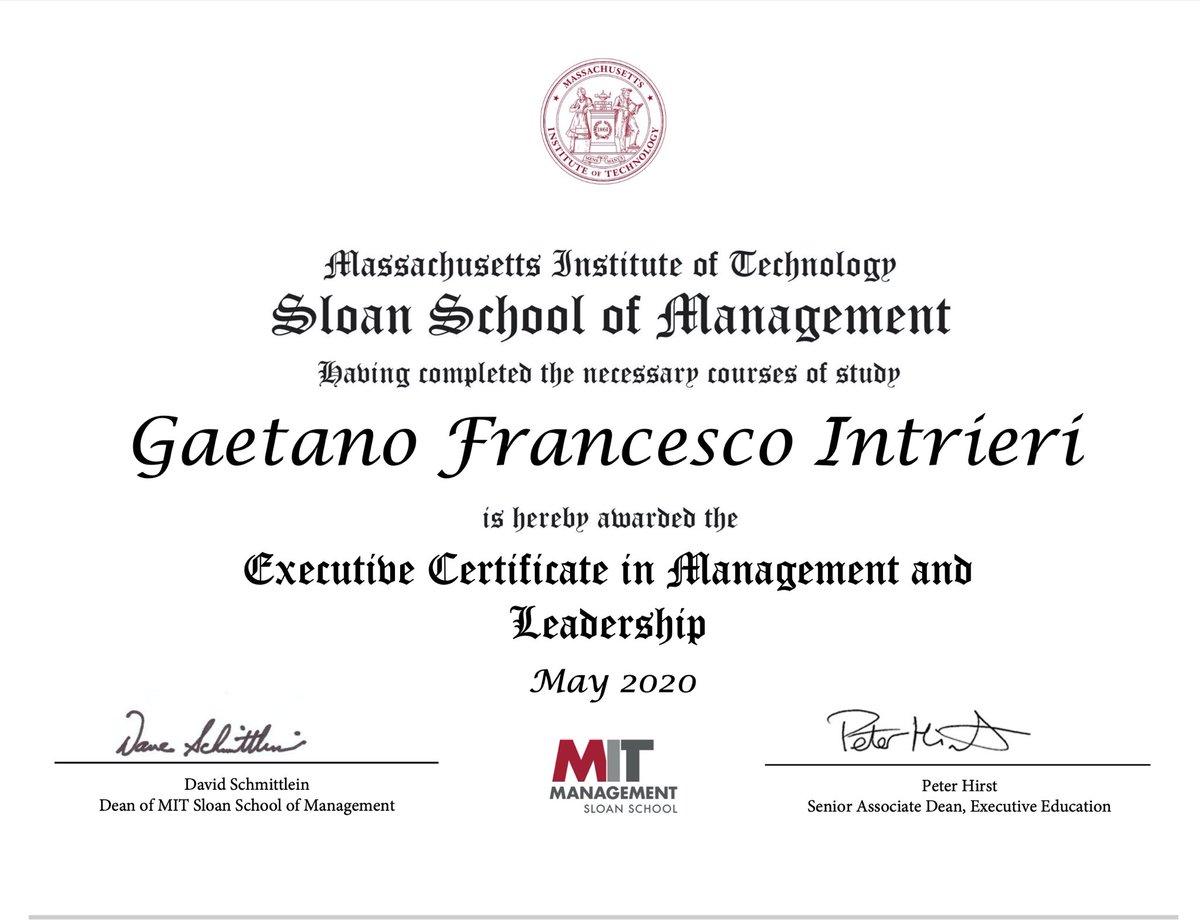 MASSACHUSETTS
INSTITUTE OF TECHNOLOGY
1861
Massachusetts Institute of Technology
Sloan School of Management
Having completed the necessary courses of study
Gaetano Francesco Intrieri
is hereby awarded the
Executive Certificate in Management and
Leadership
May 2020
Dave Schmittlein
David Schmittlein
Dean of MIT Sloan School of Management
MIT
MANAGEMENT
SLOAN SCHOOL
Peter Hirst
Peter Hirst
Senior Associate Dean, Executive Education